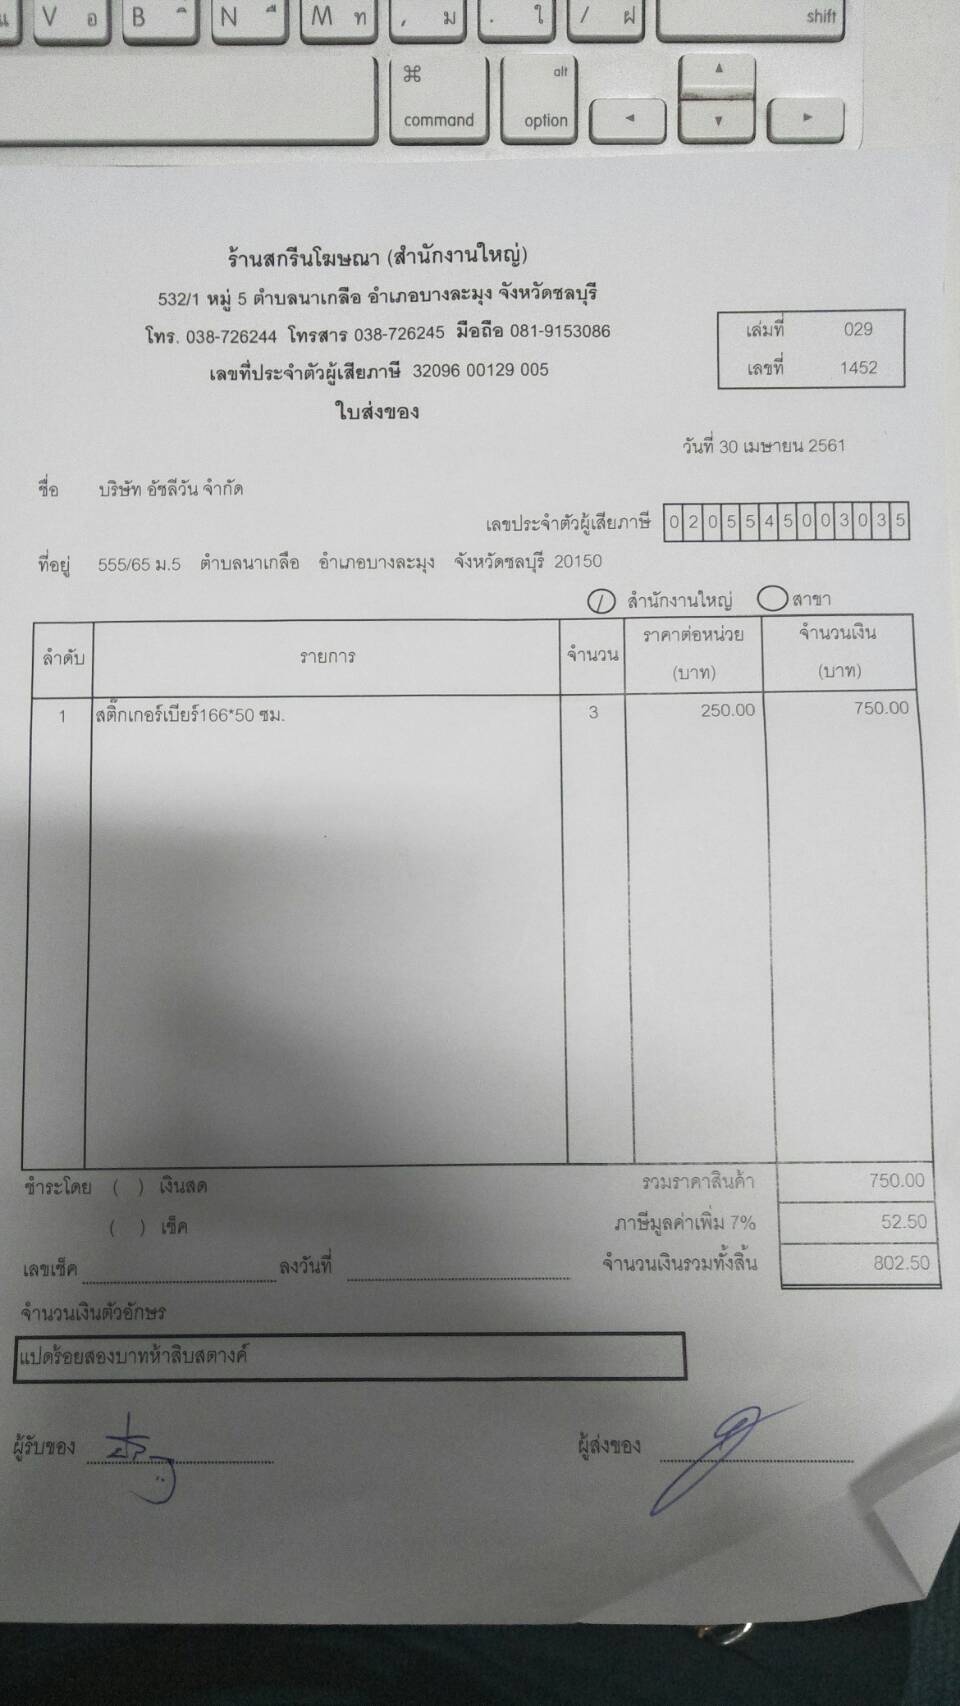 V อ
B ั
N ื
M ท
, ม
. ใ
/ ฝ
shift
⌘
command
alt
option
ร้านสกรีนโฆษณา (สำนักงานใหญ่)
532/1 หมู่ 5 ตำบลนาเกลือ อำเภอบางละมุง จังหวัดชลบุรี
โทร. 038-726244 โทรสาร 038-726245 มือถือ 081-9153086
เล่มที่ 029
เลขที่ 1452
เลขที่ประจำตัวผู้เสียภาษี 32096 00129 005
ใบส่งของ
วันที่ 30 เมษายน 2561
ชื่อ บริษัท อัชลีวัน จำกัด
เลขประจำตัวผู้เสียภาษี 0205545003035
ที่อยู่ 555/65 ม.5 ตำบลนาเกลือ อำเภอบางละมุง จังหวัดชลบุรี 20150
/ สำนักงานใหญ่ สาขา
ลำดับ รายการ จำนวน ราคาต่อหน่วย (บาท) จำนวนเงิน (บาท)
1 สติ๊กเกอร์เบียร์166*50 ซม. 3 250.00 750.00
ชำระโดย ( ) เงินสด รวมราคาสินค้า 750.00
( ) เช็ค ภาษีมูลค่าเพิ่ม 7% 52.50
เลขเช็ค ลงวันที่ จำนวนเงินรวมทั้งสิ้น 802.50
จำนวนเงินตัวอักษร
แปดร้อยสองบาทห้าสิบสตางค์
ผู้รับของ ผู้ส่งของ